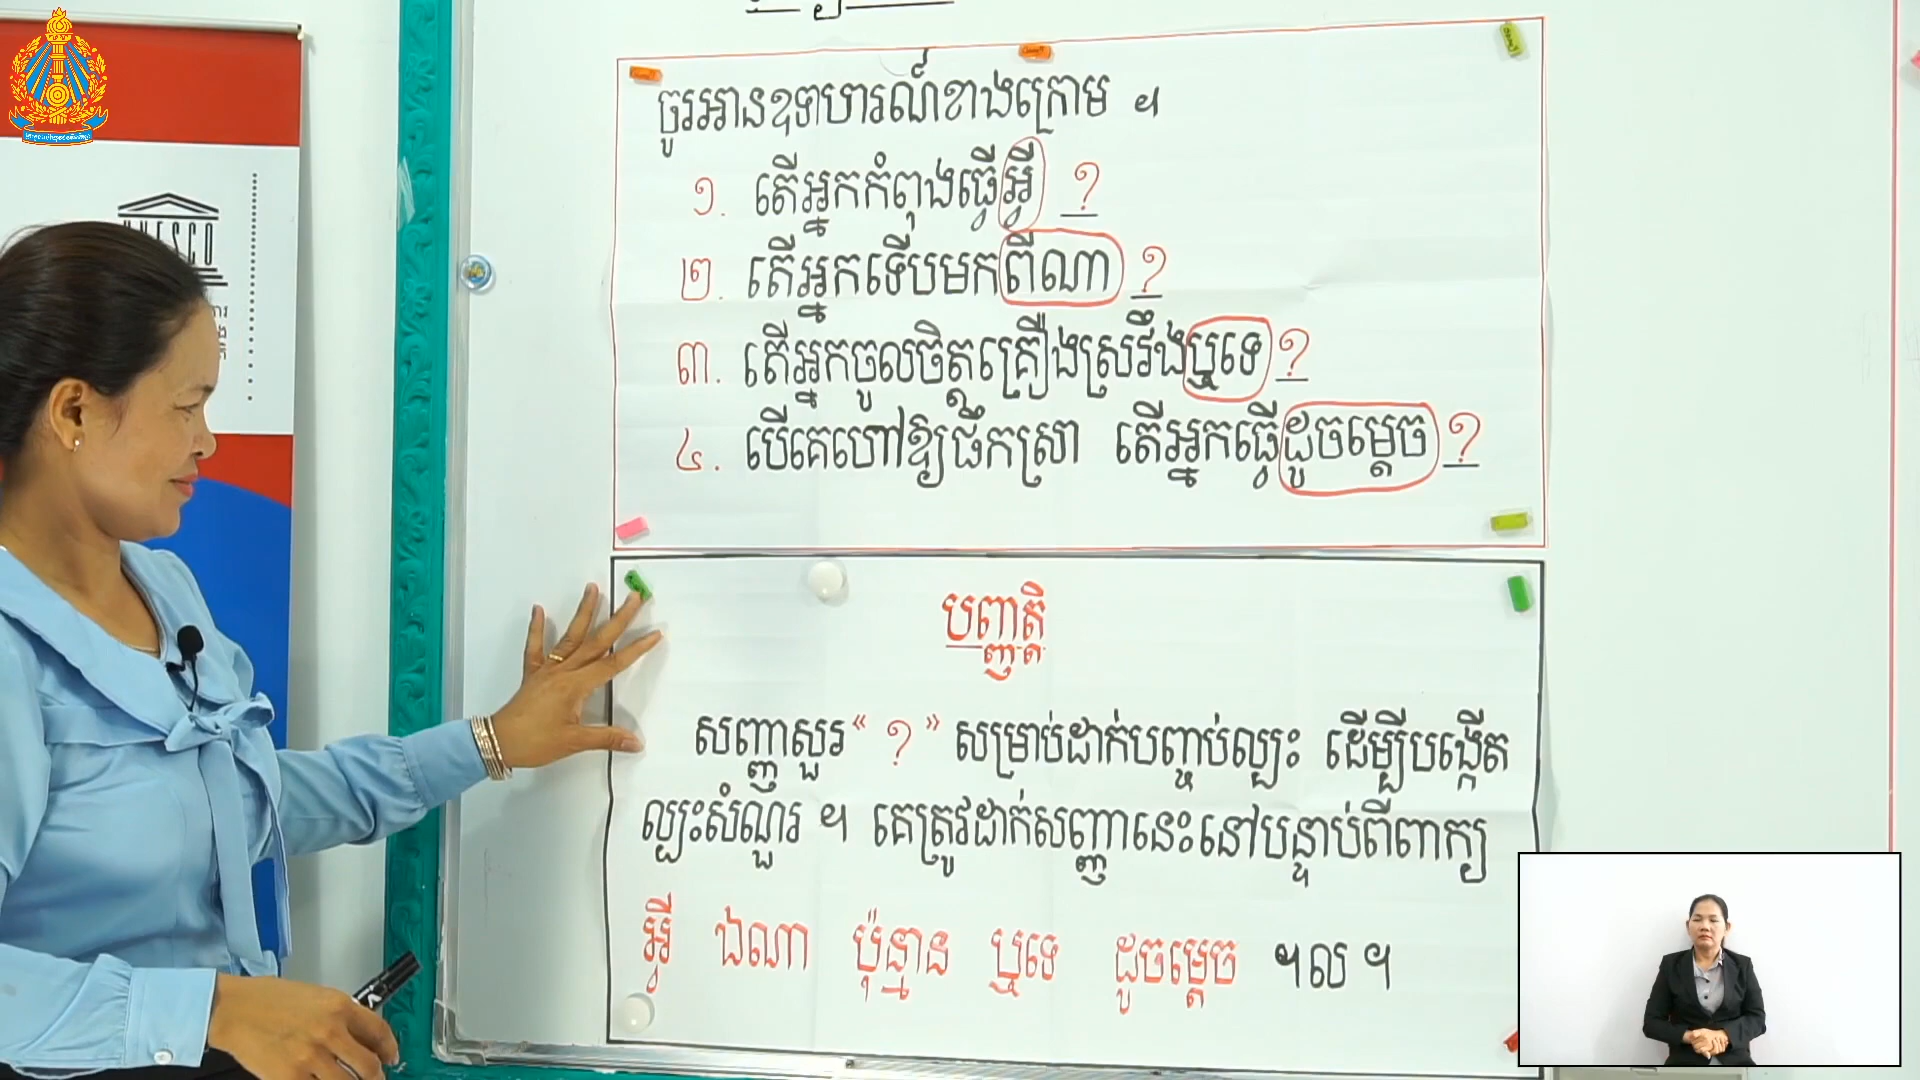 UNESCO
ចូរអានឧទាហរណ៍ខាងក្រោម ។
១. តើអ្នកកំពុងធ្វើអ្វី ?
២. តើអ្នកទើបមកពីណា ?
៣. តើអ្នកចូលចិត្តគ្រឿងស្រវឹងឬទេ ?
៤. បើគេហៅឱ្យផឹកស្រា តើអ្នកធ្វើដូចម្ដេច ?
បញ្ញត្តិ
សញ្ញាសួរ “ ? ” សម្រាប់ដាក់បញ្ចប់ល្បះ ដើម្បីបង្កើត
ល្បះសំណួរ ។ គេត្រូវដាក់សញ្ញានេះនៅបន្ទាប់ពីពាក្យ
អ្វី ឯណា ប៉ុន្មាន ឬទេ ដូចម្ដេច ។ល។